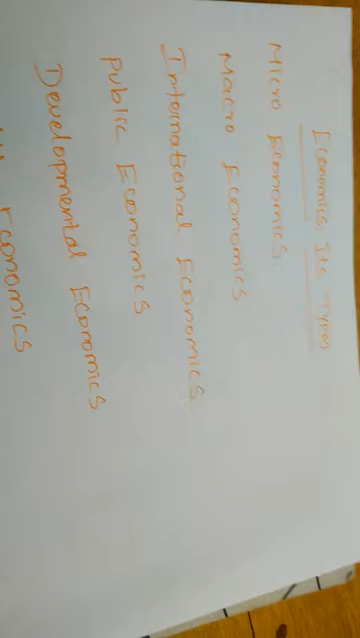 Economics Its Types
Micro Economics
Macro Economics
International Economics
Public Economics
Developmental Economics
Economics